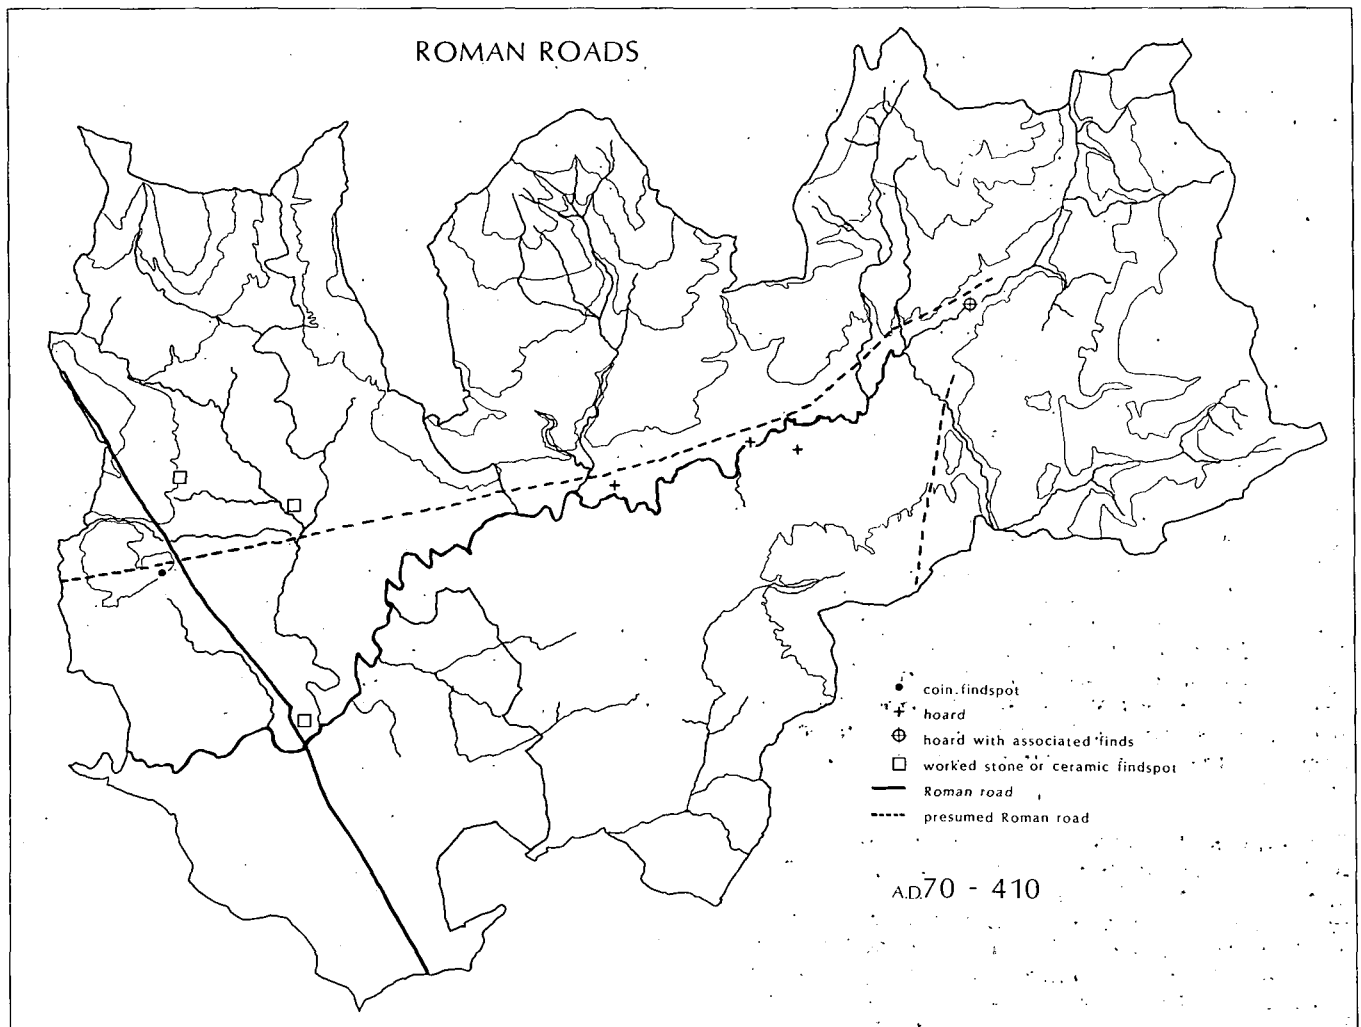 ROMAN ROADS
coin findspot
hoard
hoard with associated finds
worked stone or ceramic findspot
Roman road
presumed Roman road
A.D.70 - 410